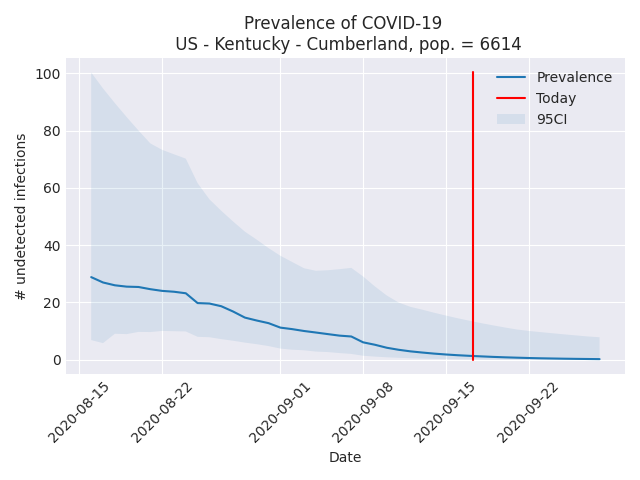 Prevalence of COVID-19
US - Kentucky - Cumberland, pop. = 6614
Prevalence
Today
95CI
# undetected infections
100
80
60
40
20
0
2020-08-15
2020-08-22
2020-09-01
2020-09-08
2020-09-15
2020-09-22
Date